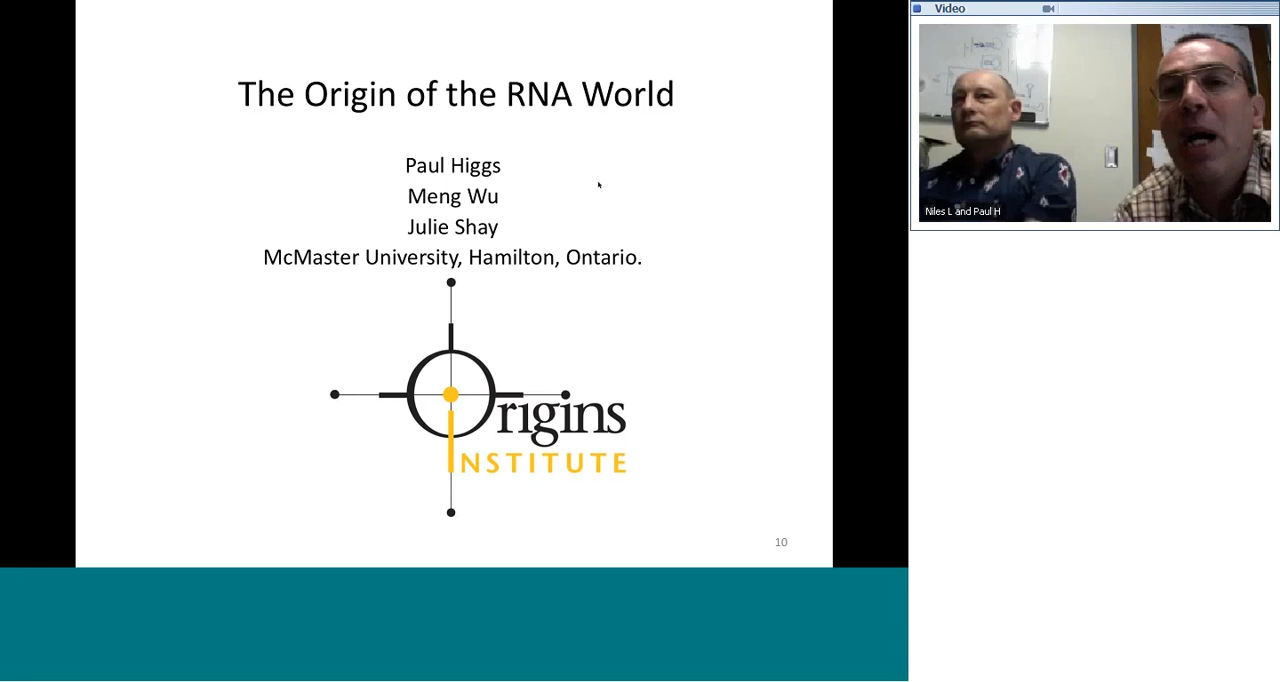 The Origin of the RNA World
Paul Higgs
Meng Wu
Julie Shay
McMaster University, Hamilton, Ontario.
Origins
INSTITUTE
10
Video
Niles L and Paul H